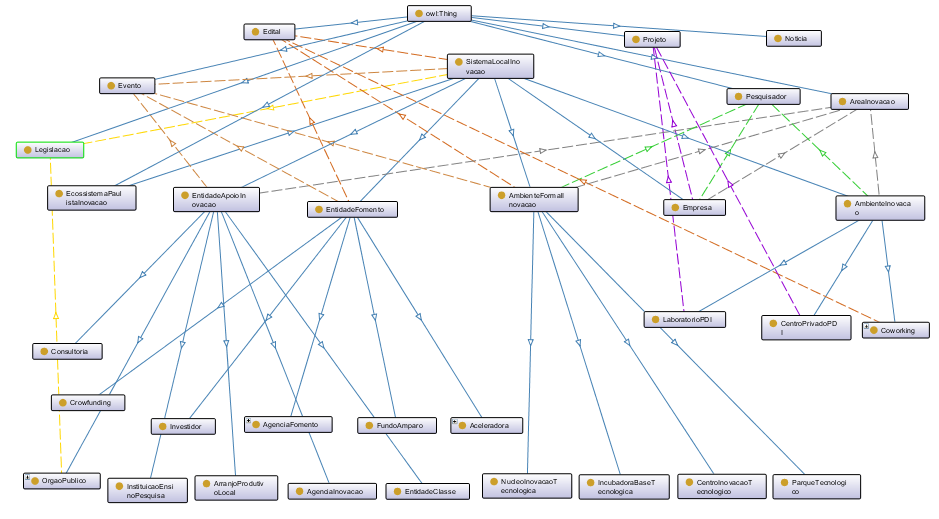 owl:Thing
Edital
Projeto
Noticia
SistemaLocalIno
vacao
Evento
Pesquisador
AreaInovacao
Legislacao
EcossistemaPaul
istaInovacao
EntidadeApoioIn
ovacao
EntidadeFomento
AmbienteFormalI
novacao
Empresa
AmbienteInovaca
o
LaboratorioPDI
CentroPrivadoPD
I
Coworking
Consultoria
Crowfunding
Investidor
AgenciaFomento
FundoAmparo
Aceleradora
OrgaoPublico
InstituicaoEnsi
noPesquisa
ArranjoProdutiv
oLocal
AgenciaInovacao
EntidadeClasse
NucleoInovacaoT
ecnologica
IncubadoraBaseT
ecnologica
CentroInovacaoT
ecnologico
ParqueTecnologi
co